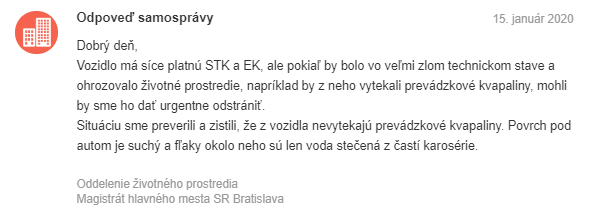 Odpoveď samosprávy
15. január 2020
Dobrý deň,
Vozidlo má síce platnú STK a EK, ale pokiaľ by bolo vo veľmi zlom technickom stave a
ohrozovalo životné prostredie, napríklad by z neho vytekali prevádzkové kvapaliny, mohli
by sme ho dať urgentne odstrániť.
Situáciu sme preverili a zistili, že z vozidla nevytekajú prevádzkové kvapaliny. Povrch pod
autom je suchý a fľaky okolo neho sú len voda stečená z častí karosérie.
Oddelenie životného prostredia
Magistrát hlavného mesta SR Bratislava